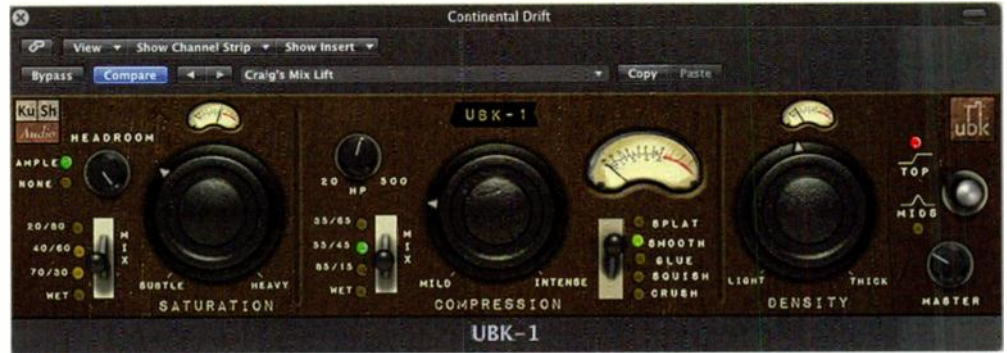 Continental Drift
View Show Channel Strip Show Insert
Bypass Compare Craig's Mix Lift Copy Paste
Ku Sh
Audio
UBK-1
ubk
HEADROOM
AMPLE
NONE
20 HP 500
TOP
MIDS
20/80
40/60
70/30
WET
MIX
35/65
55/45
85/15
WET
MIX
SPLAT
SMOOTH
GLUE
SQUISH
CRUSH
SUBTLE HEAVY
SATURATION
MILD INTENSE
COMPRESSION
LIGHT THICK
DENSITY
MASTER
UBK-1